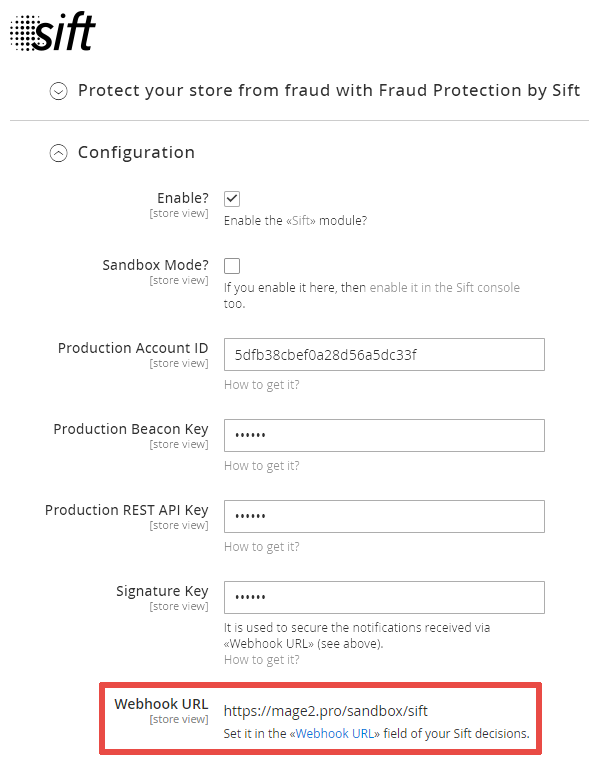 sift
Protect your store from fraud with Fraud Protection by Sift
Configuration
Enable?
[store view]
Enable the «Sift» module?
Sandbox Mode?
[store view]
If you enable it here, then enable it in the Sift console
too.
Production Account ID
[store view]
5dfb38cbef0a28d56a5dc33f
How to get it?
Production Beacon Key
[store view]
••••••
How to get it?
Production REST API Key
[store view]
••••••
How to get it?
Signature Key
[store view]
••••••
It is used to secure the notifications received via
«Webhook URL» (see above).
How to get it?
Webhook URL
[store view]
https://mage2.pro/sandbox/sift
Set it in the «Webhook URL» field of your Sift decisions.